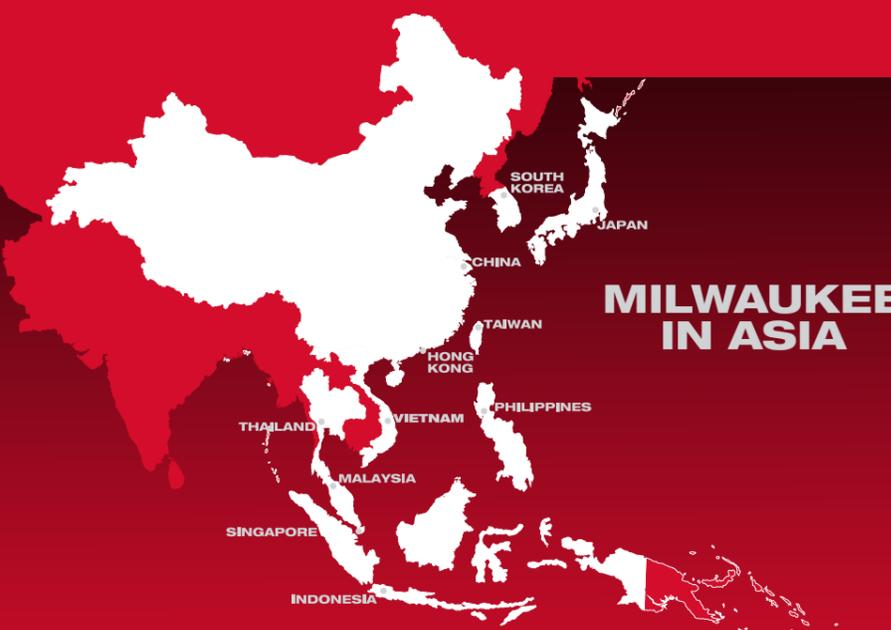 SOUTH
KOREA
JAPAN
CHINA
MILWAUKEE
IN ASIA
TAIWAN
HONG
KONG
PHILIPPINES
VIETNAM
THAILAND
MALAYSIA
SINGAPORE
INDONESIA